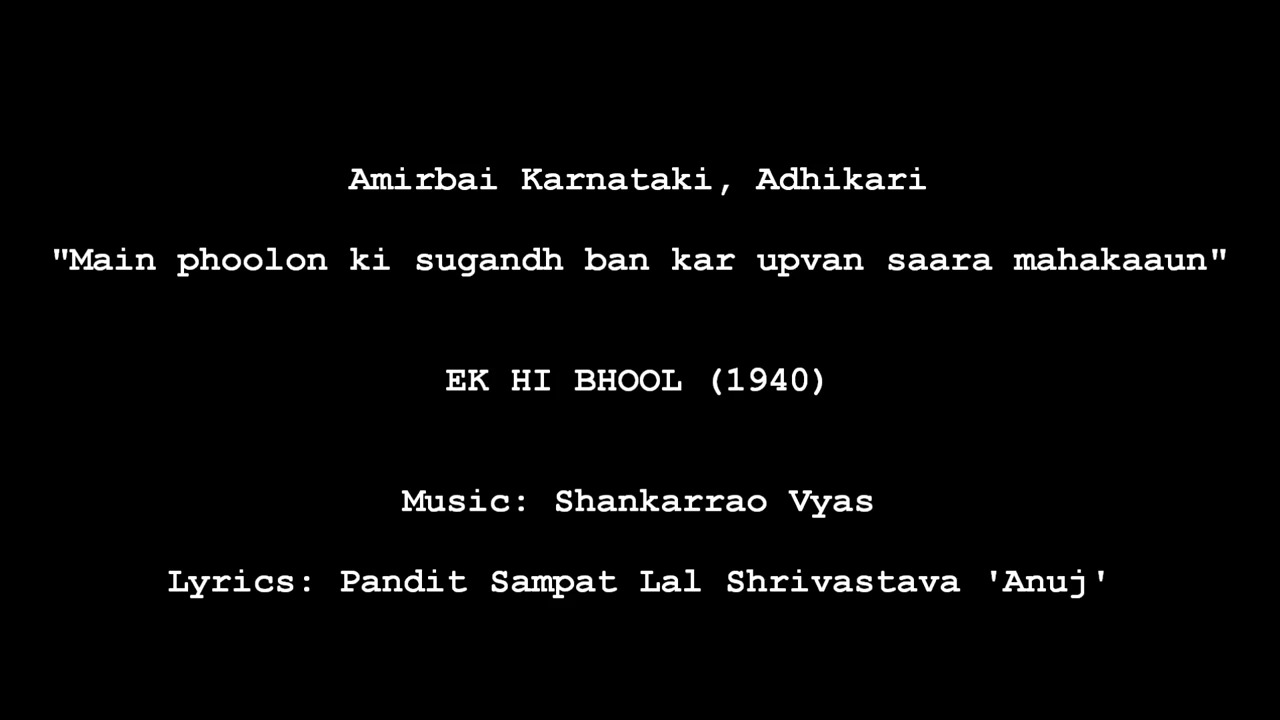 Amirbai Karnataki, Adhikari
"Main phoolon ki sugandh ban kar upvan saara mahakaaun"
EK HI BHOOL (1940)
Music: Shankarrao Vyas
Lyrics: Pandit Sampat Lal Shrivastava 'Anuj'